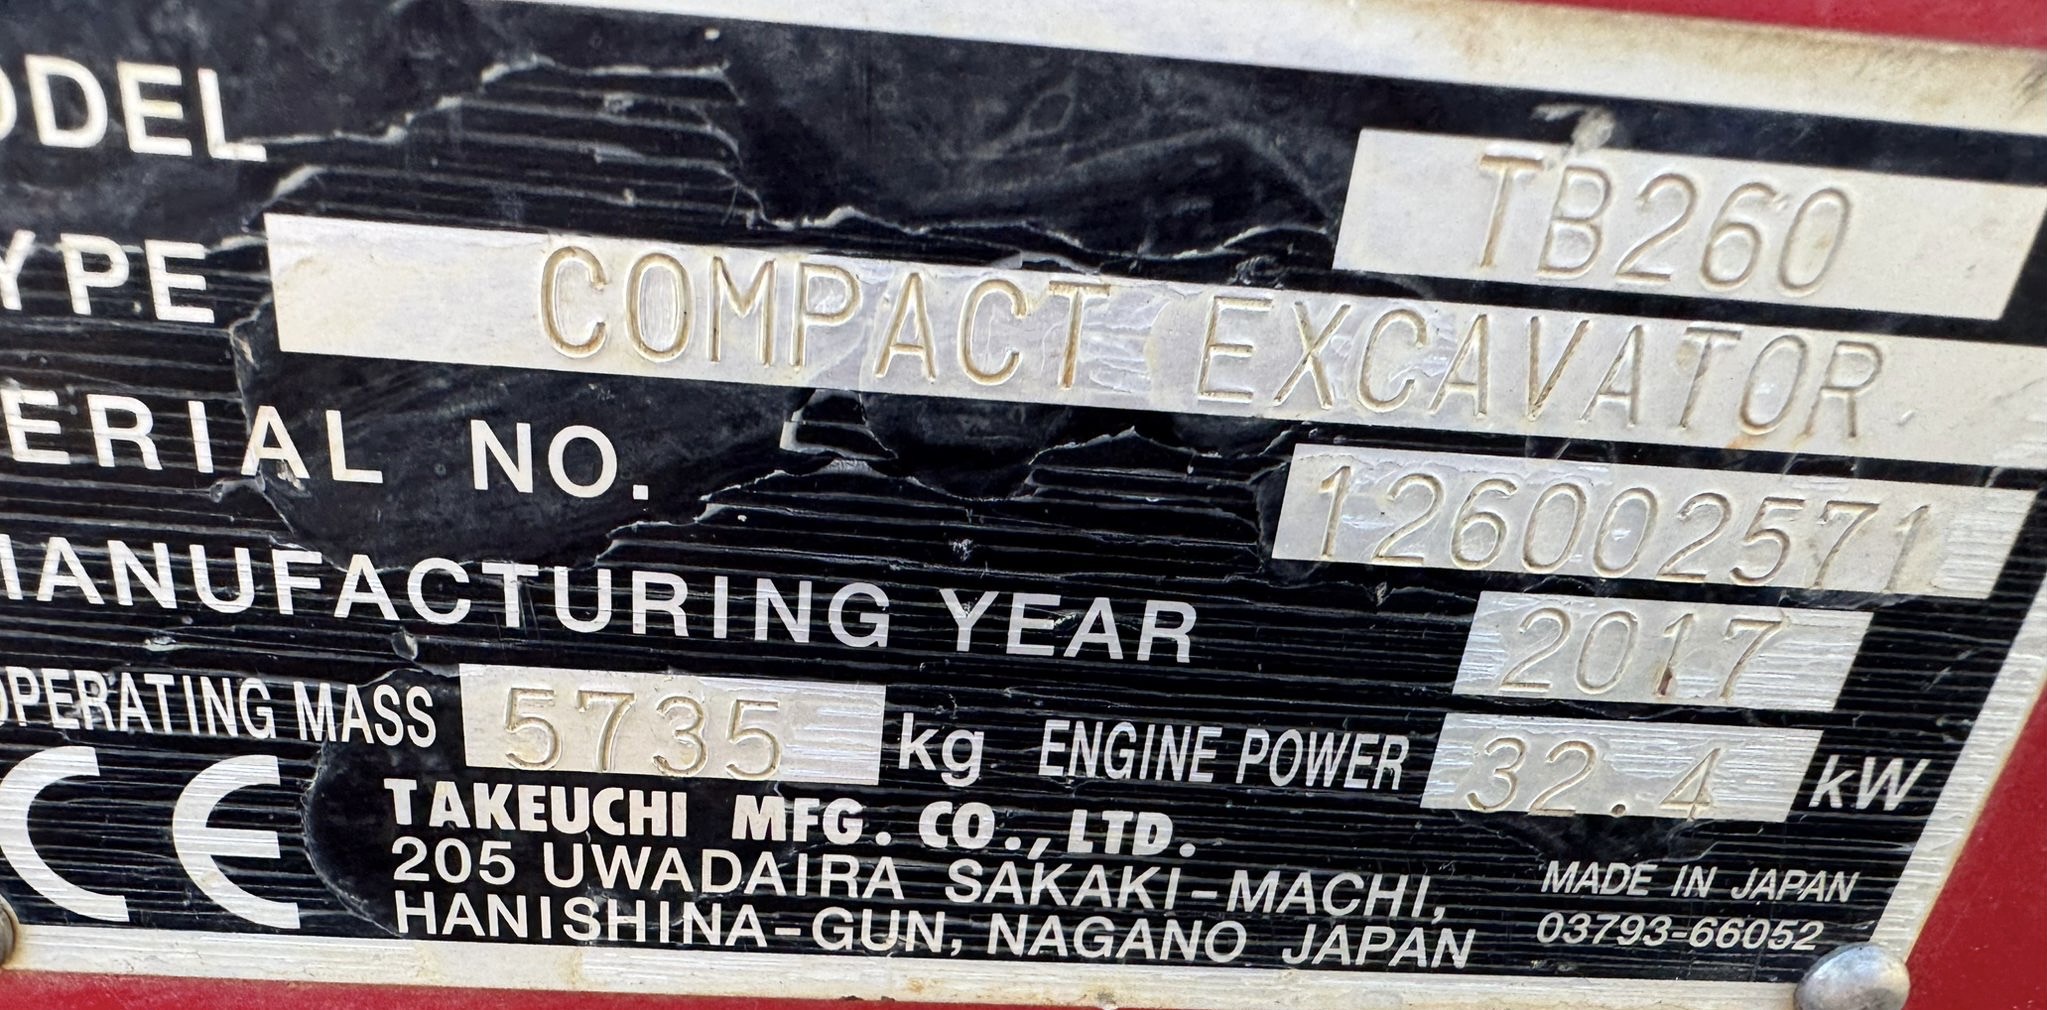 ODEL TB260
YPE COMPACT EXCAVATOR
ERIAL NO. 126002571
MANUFACTURING YEAR 2017
OPERATING MASS 5735 kg ENGINE POWER 32.4 kW
CE
TAKEUCHI MFG. CO., LTD.
205 UWADAIRA SAKAKI-MACHI,
HANISHINA-GUN, NAGANO JAPAN
MADE IN JAPAN
03793-66052